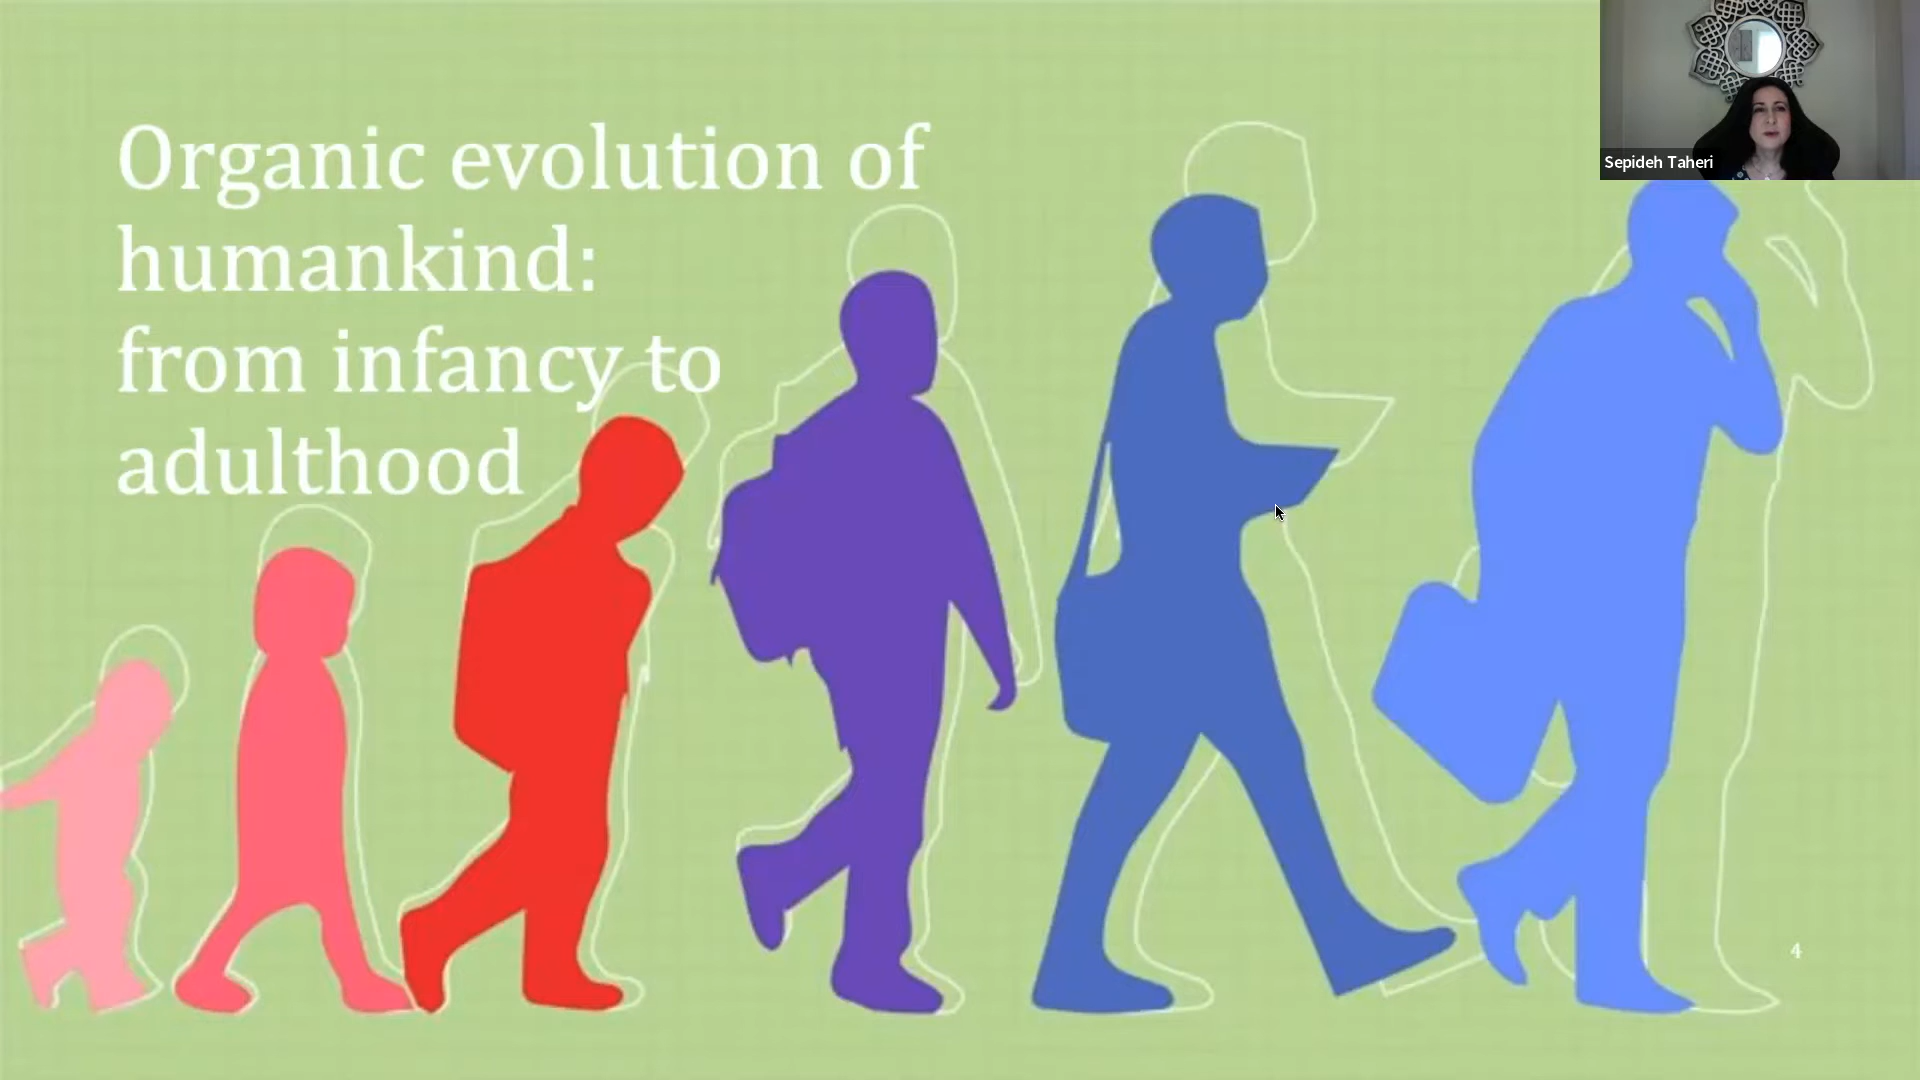 Organic evolution of
humankind:
from infancy to
adulthood
Sepideh Taheri
4